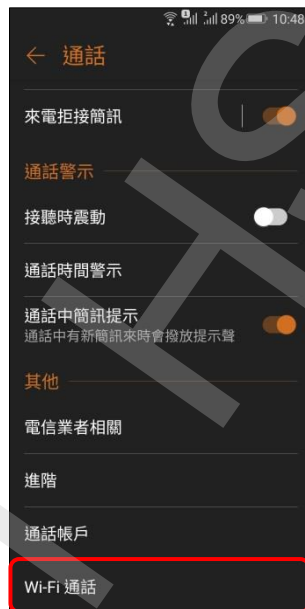 89% 10:48
← 通話
來電拒接簡訊
通話警示
接聽時震動
通話時間警示
通話中簡訊提示
通話中有新簡訊來時會撥放提示聲
其他
電信業者相關
進階
通話帳戶
Wi-Fi 通話